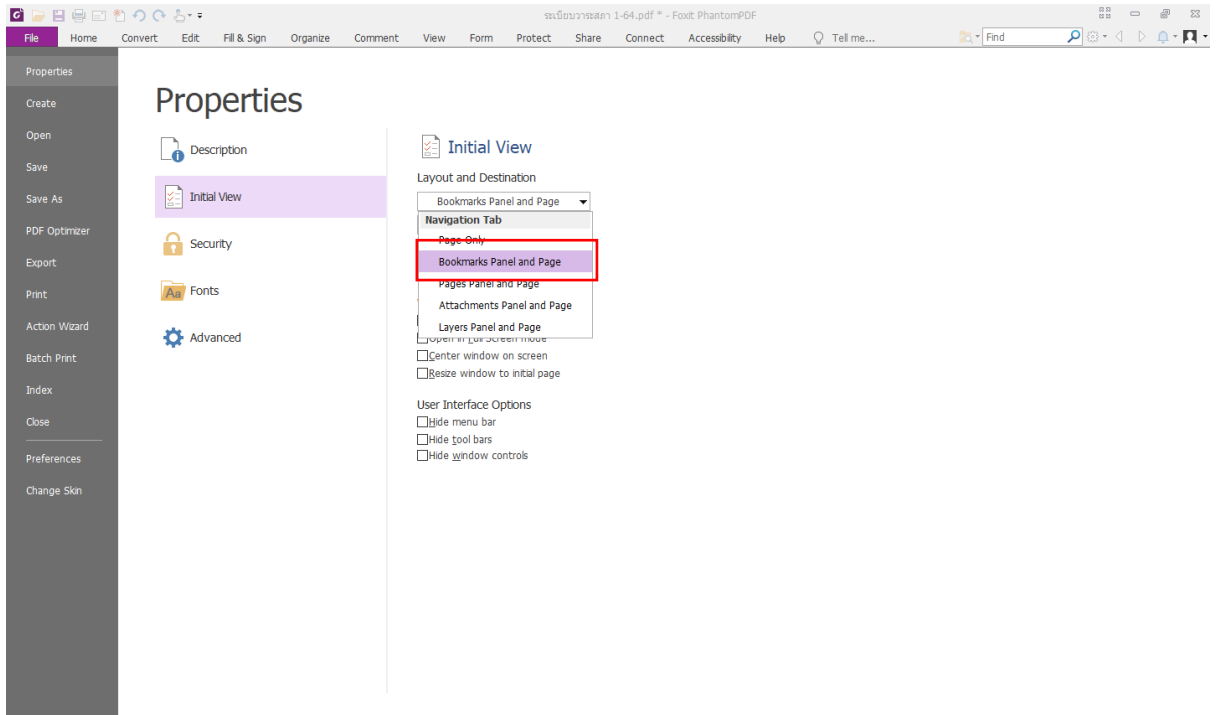 ระเบียบวาระสภา 1-64.pdf * - Foxit PhantomPDF
File Home Convert Edit Fill & Sign Organize Comment View Form Protect Share Connect Accessibility Help Tell me... Find
Properties
Create
Open
Save
Save As
PDF Optimizer
Export
Print
Action Wizard
Batch Print
Index
Close
Preferences
Change Skin
Properties
Description
Initial View
Security
Fonts
Advanced
Initial View
Layout and Destination
Bookmarks Panel and Page
Navigation Tab
Page Only
Bookmarks Panel and Page
Pages Panel and Page
Attachments Panel and Page
Layers Panel and Page
Open in Full Screen mode
Center window on screen
Resize window to initial page
User Interface Options
Hide menu bar
Hide tool bars
Hide window controls